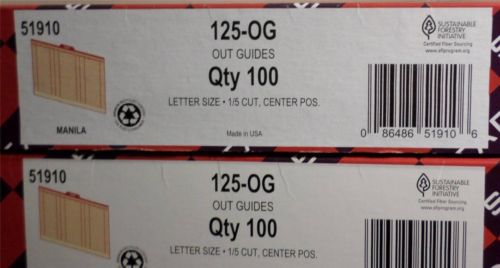 51910
125-OG
OUT GUIDES
Qty 100
LETTER SIZE • 1/5 CUT, CENTER POS.
MANILA
Made in USA
SUSTAINABLE
FORESTRY
INITIATIVE
Certified Fiber Sourcing
www.sfiprogram.org
0 86486 51910 6
51910
125-OG
OUT GUIDES
Qty 100
LETTER SIZE • 1/5 CUT, CENTER POS.
SUSTAINABLE
FORESTRY
INITIATIVE
Certified Fiber Sourcing
www.sfiprogram.org